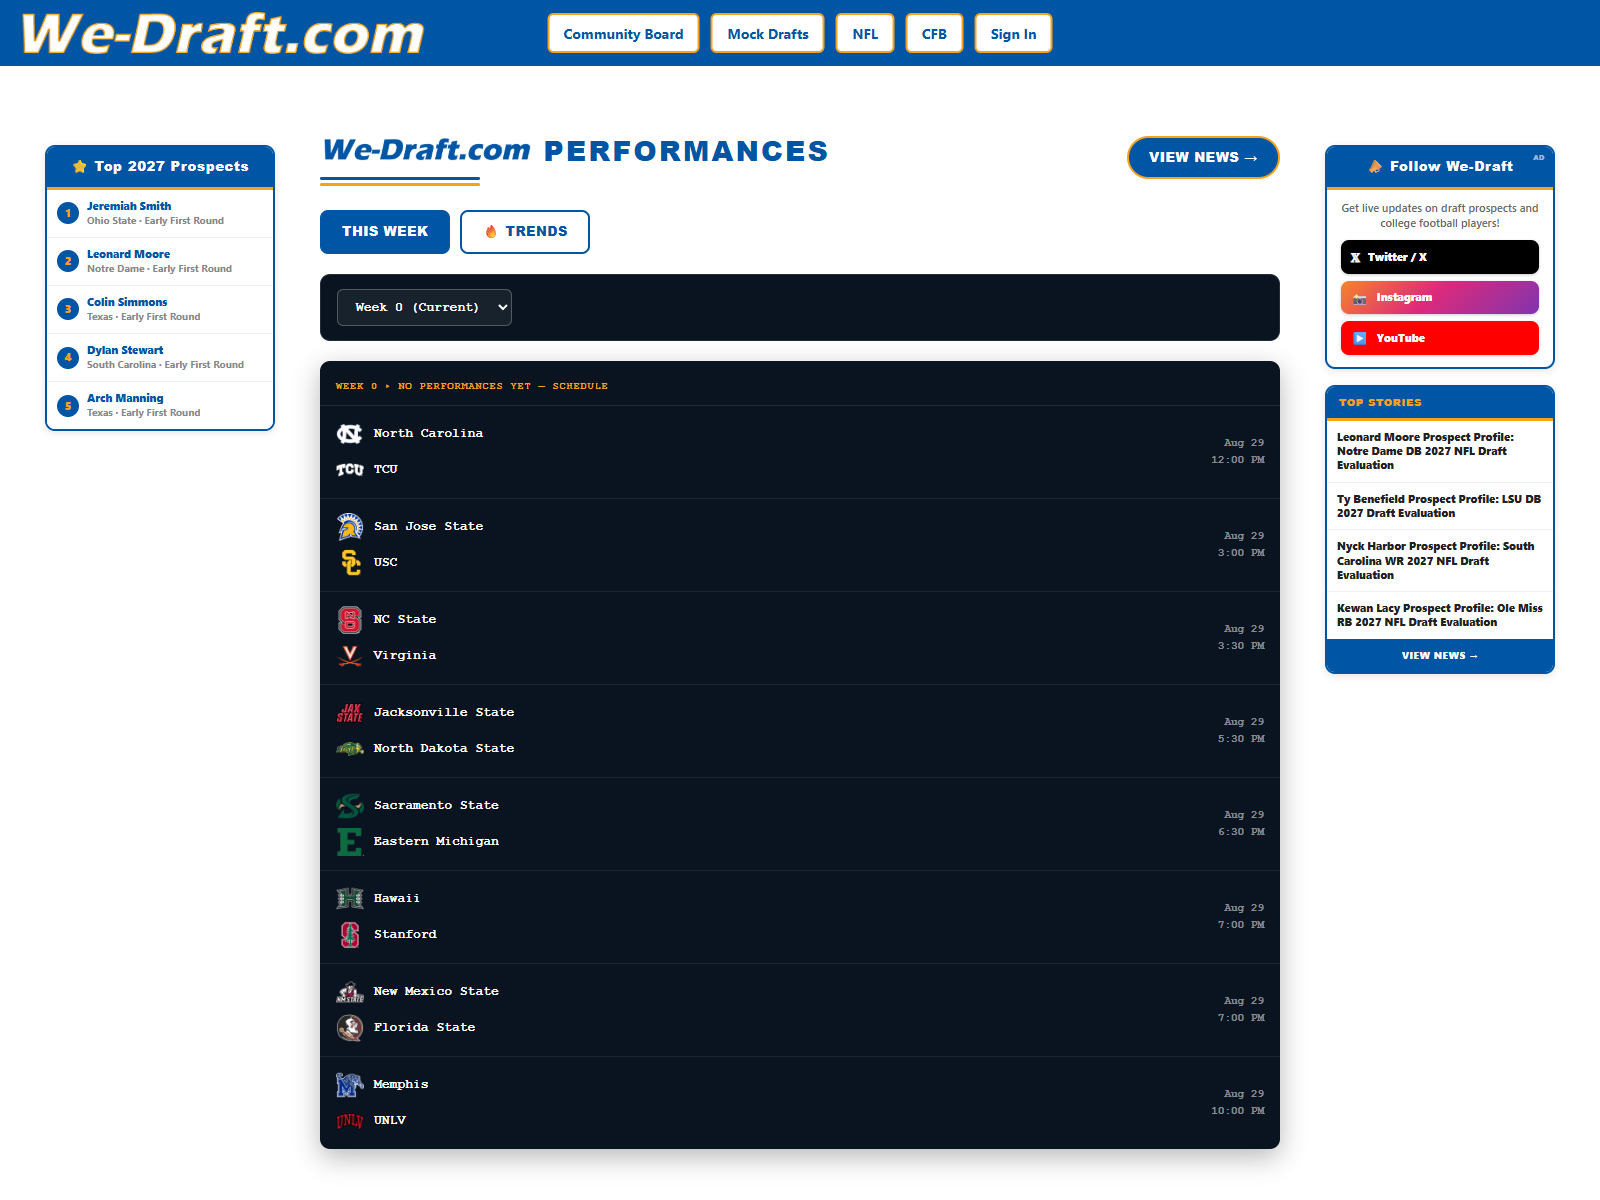 We-Draft.com
Community Board
Mock Drafts
NFL
CFB
Sign In
⭐ Top 2027 Prospects
1
Jeremiah Smith
Ohio State • Early First Round
2
Leonard Moore
Notre Dame • Early First Round
3
Colin Simmons
Texas • Early First Round
4
Dylan Stewart
South Carolina • Early First Round
5
Arch Manning
Texas • Early First Round
We-Draft.com PERFORMANCES
VIEW NEWS →
THIS WEEK
🔥 TRENDS
Week 0 (Current)
WEEK 0 ▸ NO PERFORMANCES YET — SCHEDULE
North Carolina
TCU
TCU
Aug 29
12:00 PM
San Jose State
USC
Aug 29
3:00 PM
NC State
Virginia
Aug 29
3:30 PM
JAX STATE
Jacksonville State
North Dakota State
Aug 29
5:30 PM
Sacramento State
Eastern Michigan
Aug 29
6:30 PM
Hawaii
Stanford
Aug 29
7:00 PM
New Mexico State
Florida State
Aug 29
7:00 PM
Memphis
UNLV
UNLV
Aug 29
10:00 PM
AD
📣 Follow We-Draft
Get live updates on draft prospects and
college football players!
𝕏 Twitter / X
📸 Instagram
▶️ YouTube
TOP STORIES
Leonard Moore Prospect Profile:
Notre Dame DB 2027 NFL Draft
Evaluation
Ty Benefield Prospect Profile: LSU DB
2027 Draft Evaluation
Nyck Harbor Prospect Profile: South
Carolina WR 2027 NFL Draft
Evaluation
Kewan Lacy Prospect Profile: Ole Miss
RB 2027 NFL Draft Evaluation
VIEW NEWS →